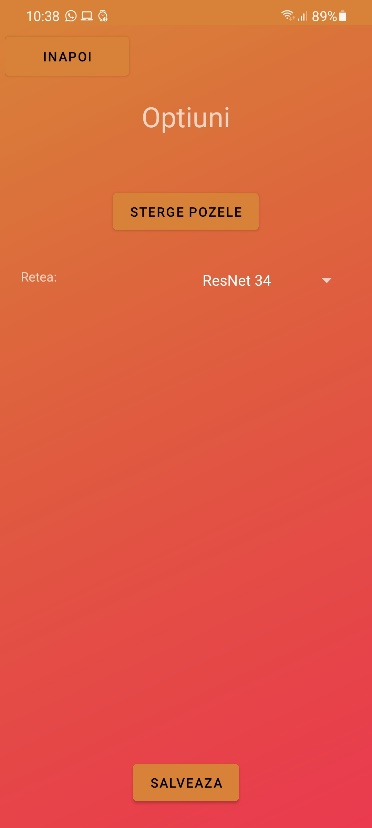 10:38 89%
INAPOI
Optiuni
STERGE POZELE
Retea: ResNet 34
SALVEAZA